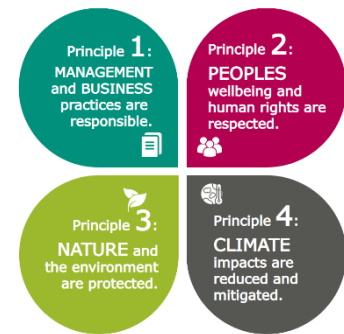 Principle 1:
MANAGEMENT
and BUSINESS
practices are
responsible.
Principle 2:
PEOPLES
wellbeing and
human rights are
respected.
Principle 3:
NATURE and
the environment
are protected.
Principle 4:
CLIMATE
impacts are
reduced and
mitigated.